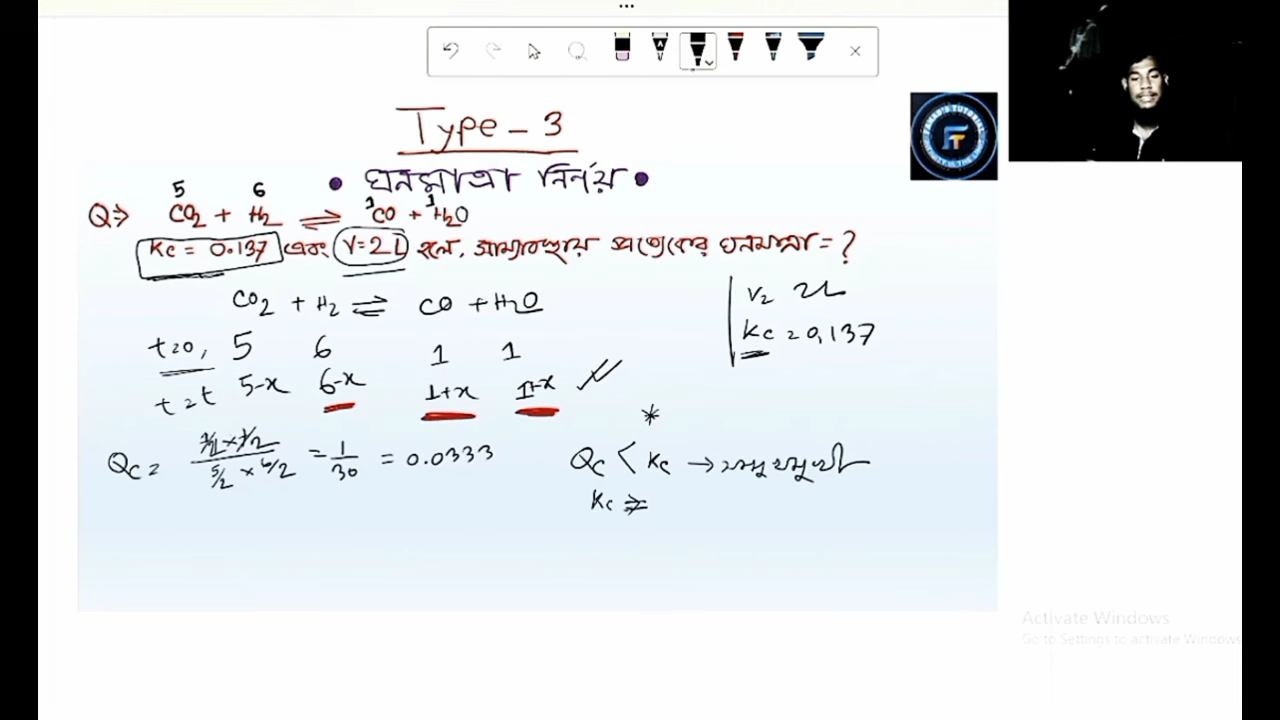 Type - 3
• ঘনমাত্রা নির্নয় •
5 6 1 1
Q⇒ CO2 + H2 ⇌ CO + H2O
Kc = 0.137 এবং V=2L হলে, সাম্যাবস্থায় প্রত্যেকের ঘনমাত্রা = ?
CO2 + H2 ⇌ CO + H2O
V = 2L
Kc = 0.137
t=0, 5 6 1 1
t=t 5-x 6-x 1+x 1+x
*
Qc = 1/2 × 1/2 / 5/2 × 6/2 = 1/30 = 0.0333
Qc < Kc → সম্মুখমুখী
Kc
Activate Windows
Go to Settings to activate Windows